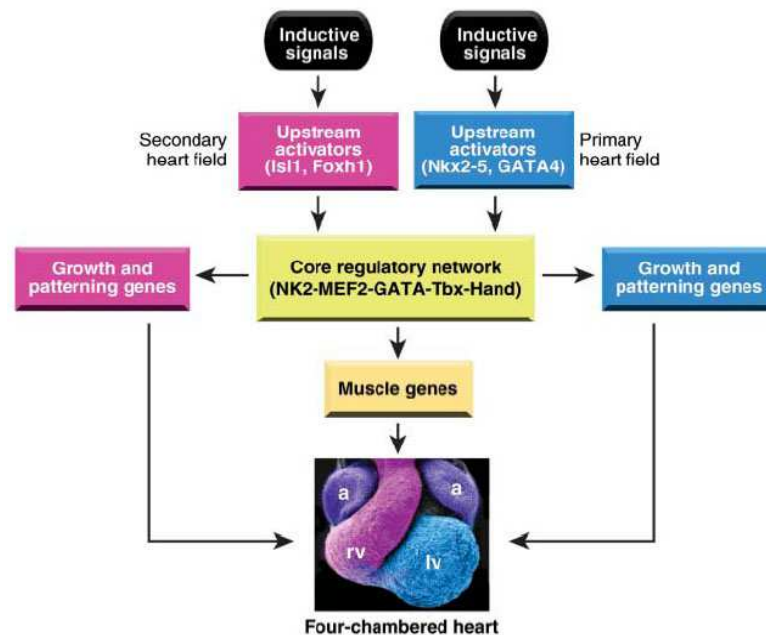 Inductive
signals
Inductive
signals
Secondary
heart field
Upstream
activators
(Isl1, Foxh1)
Upstream
activators
(Nkx2-5, GATA4)
Primary
heart field
Growth and
patterning genes
Core regulatory network
(NK2-MEF2-GATA-Tbx-Hand)
Growth and
patterning genes
Muscle genes
a
a
rv
lv
Four-chambered heart